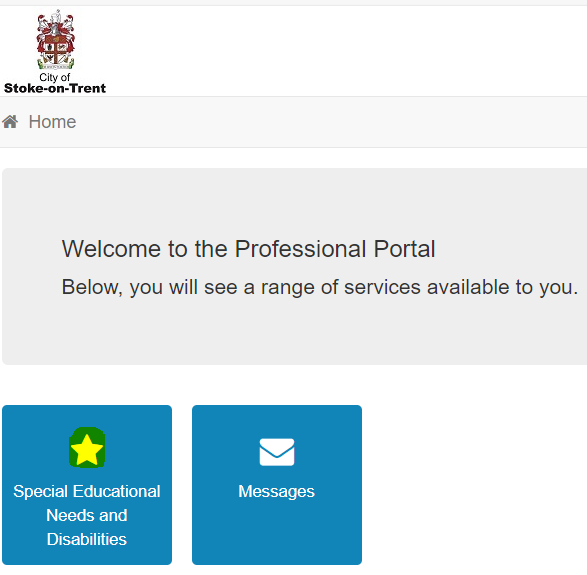 City of
Stoke-on-Trent
Home
Welcome to the Professional Portal
Below, you will see a range of services available to you.
Special Educational
Needs and
Disabilities
Messages